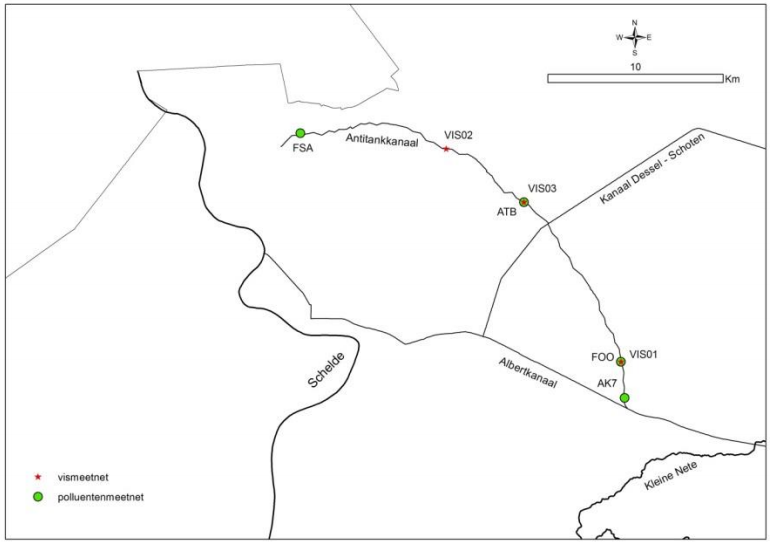 N
W E
S
10
Km
VIS02
Antitankkanaal
FSA
Kanaal Dessel - Schoten
VIS03
ATB
FOO VIS01
Albertkanaal
AK7
Schelde
Kleine Nete
vismeetnet
polluentenmeetnet